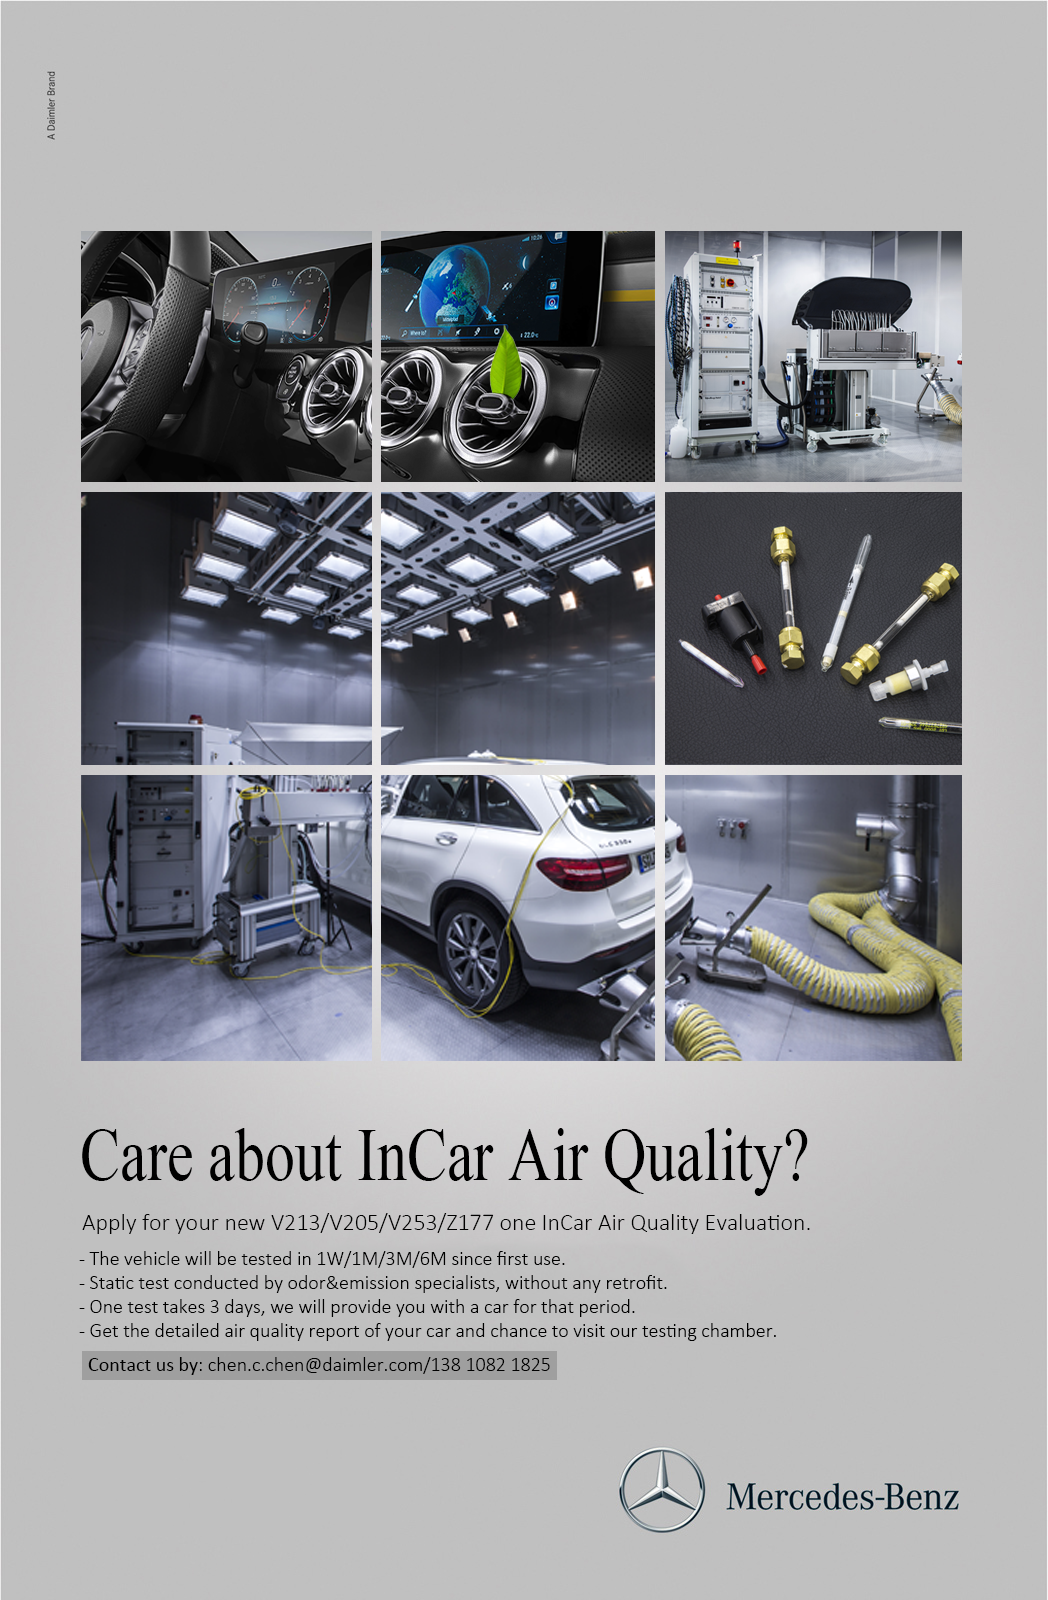 A Daimler Brand
Where to?
22.0°C
Care about InCar Air Quality?
Apply for your new V213/V205/V253/Z177 one InCar Air Quality Evaluation.
- The vehicle will be tested in 1W/1M/3M/6M since first use.
- Static test conducted by odor&emission specialists, without any retrofit.
- One test takes 3 days, we will provide you with a car for that period.
- Get the detailed air quality report of your car and chance to visit our testing chamber.
Contact us by: chen.c.chen@daimler.com/138 1082 1825
Mercedes-Benz